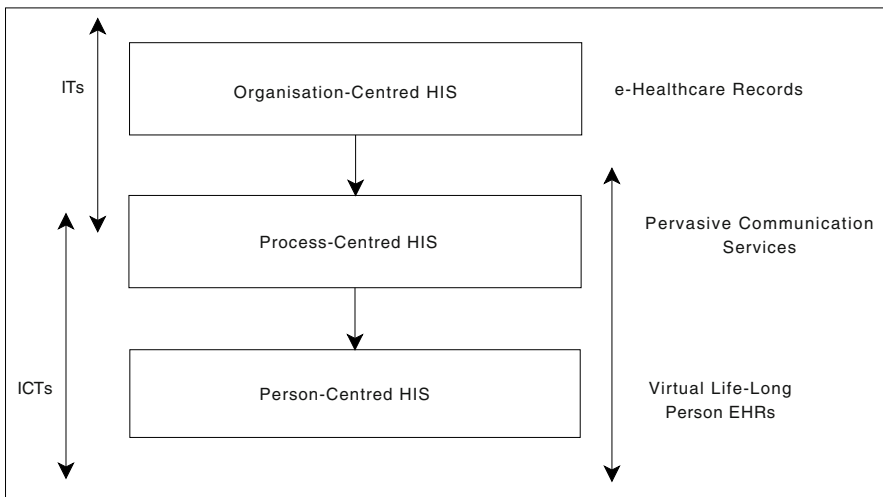 ITs
Organisation-Centred HIS
e-Healthcare Records
Process-Centred HIS
Pervasive Communication
Services
ICTs
Person-Centred HIS
Virtual Life-Long
Person EHRs